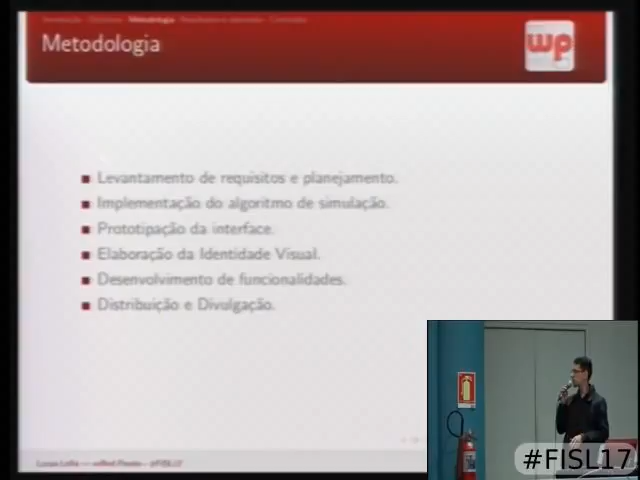 Metodologia
wp
Levantamento de requisitos e planejamento.
Implementação do algoritmo de simulação.
Prototipação da interface.
Elaboração da Identidade Visual.
Desenvolvimento de funcionalidades.
Distribuição e Divulgação.
#FISL17